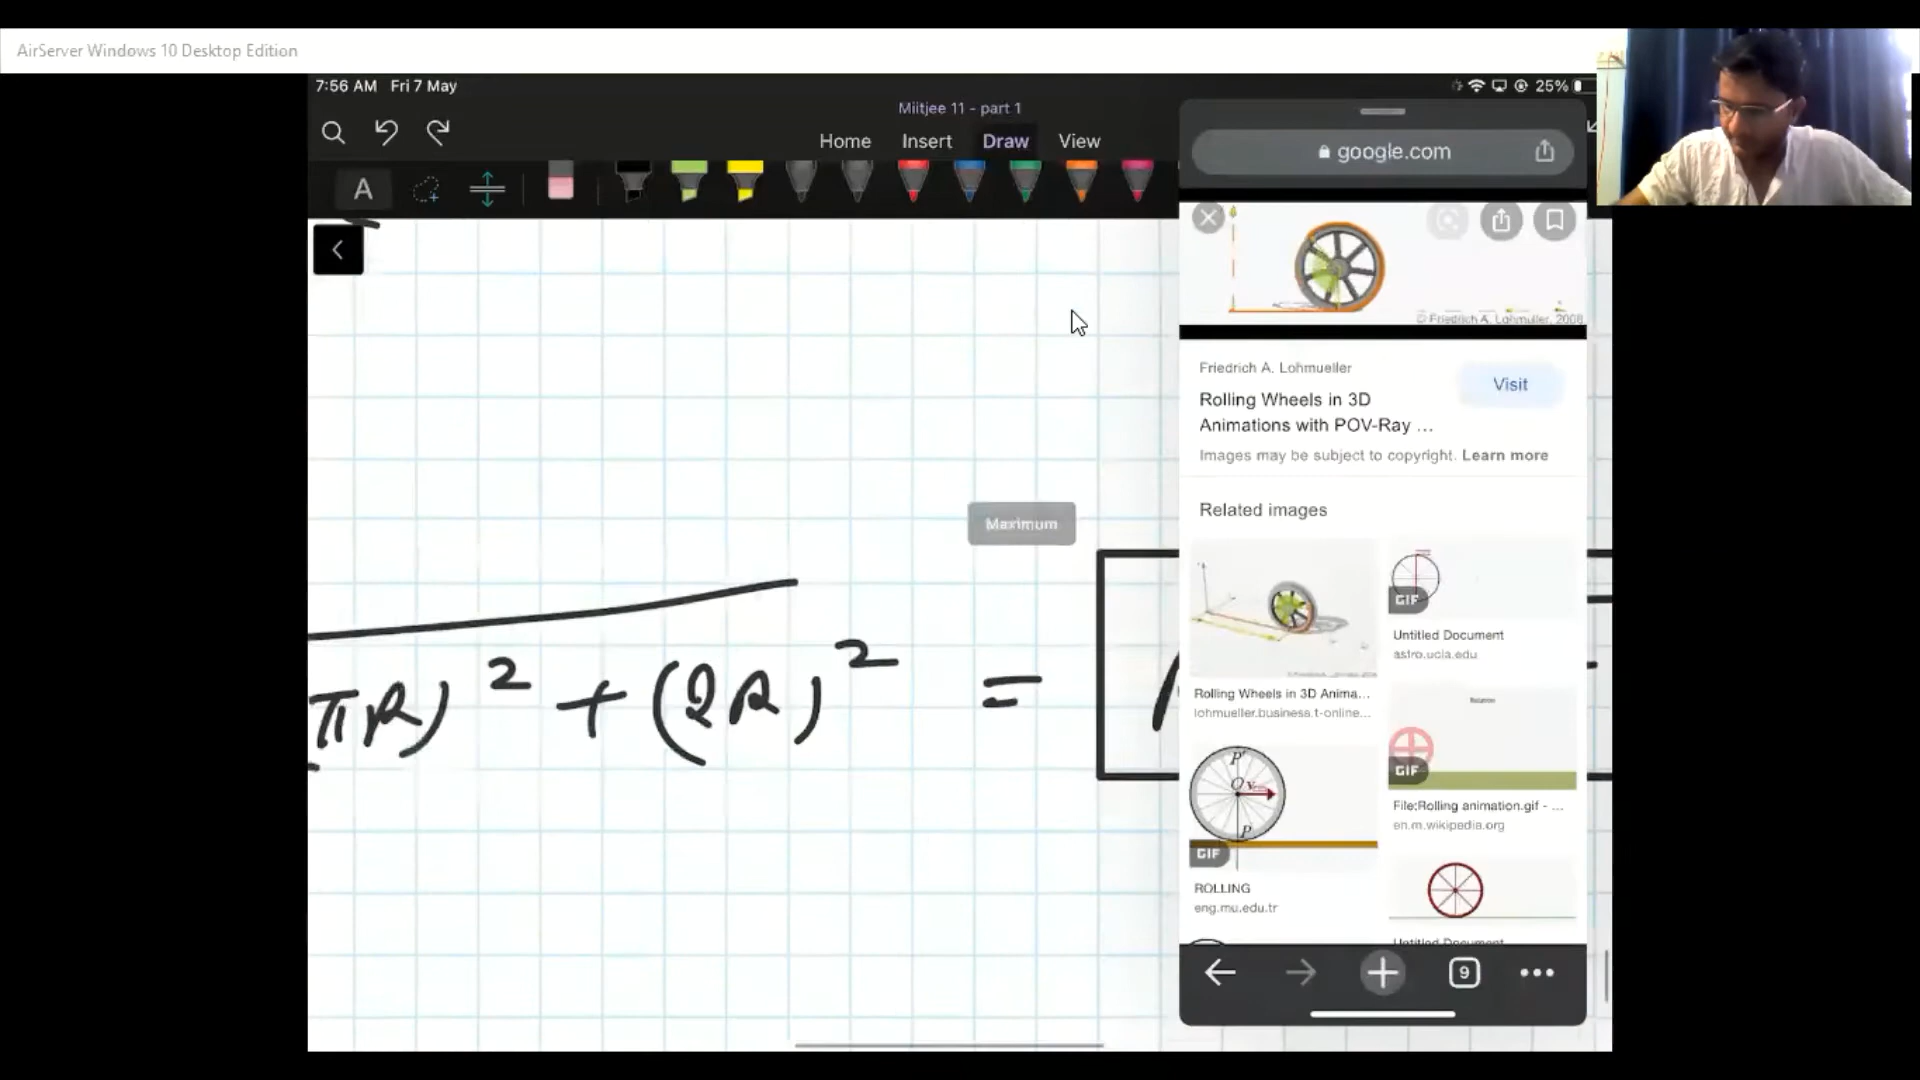 AirServer Windows 10 Desktop Edition
7:56 AM Fri 7 May
25%
Miitjee 11 - part 1
Home Insert Draw View
A
google.com
© Friedrich A. Lohmüller, 2008
Friedrich A. Lohmueller
Visit
Rolling Wheels in 3D
Animations with POV-Ray ...
Images may be subject to copyright. Learn more
Related images
Maximum
πR)² + (2R)² =
GIF
Untitled Document
astro.ucla.edu
Rolling Wheels in 3D Anima...
lohmueller.business.t-online...
GIF
File:Rolling animation.gif - ...
en.m.wikipedia.org
P'
O
P
GIF
ROLLING
eng.mu.edu.tr
Untitled Document
9